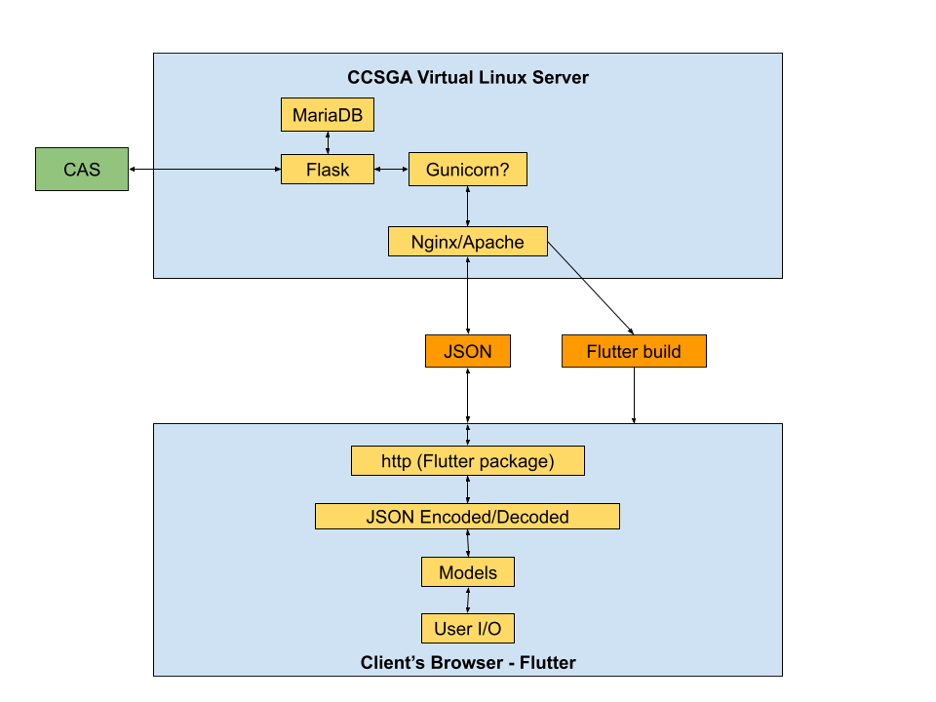 CCSGA Virtual Linux Server
MariaDB
CAS
Flask
Gunicorn?
Nginx/Apache
JSON
Flutter build
http (Flutter package)
JSON Encoded/Decoded
Models
User I/O
Client's Browser - Flutter